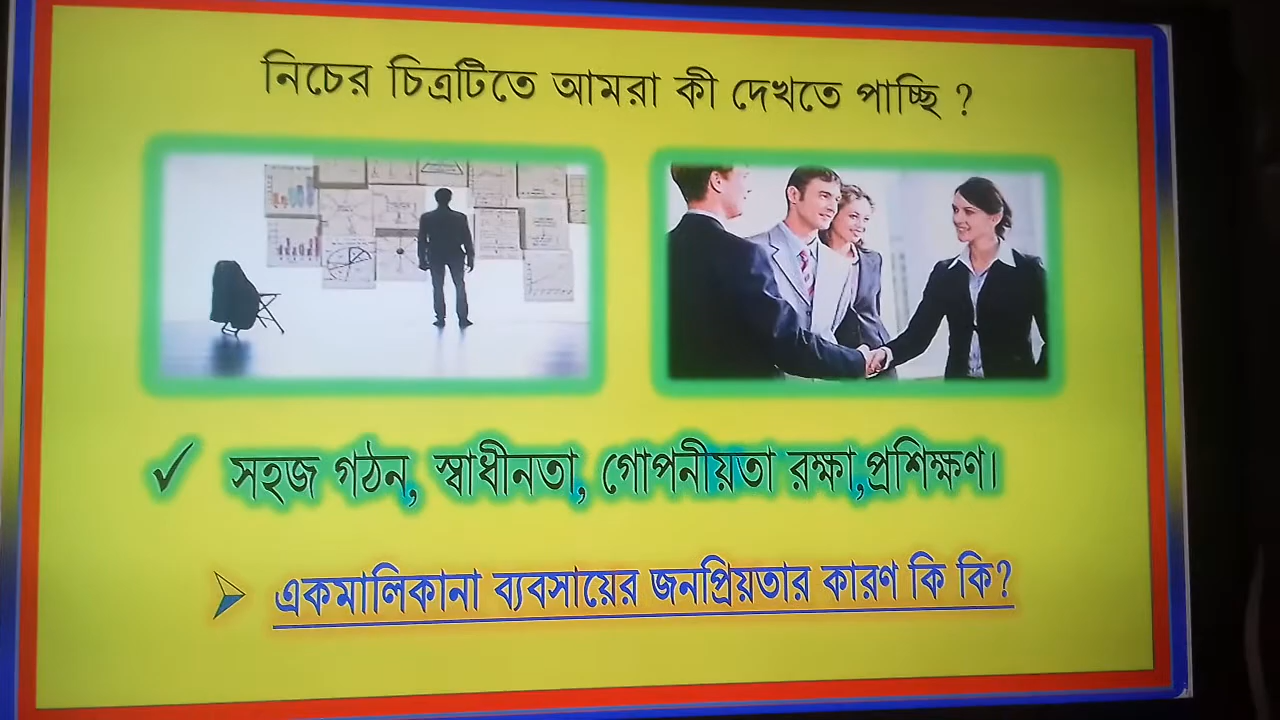 নিচের চিত্রটিতে আমরা কী দেখতে পাচ্ছি ?
সহজ গঠন, স্বাধীনতা, গোপনীয়তা রক্ষা,প্রশিক্ষণ।
একমালিকানা ব্যবসায়ের জনপ্রিয়তার কারণ কি কি?